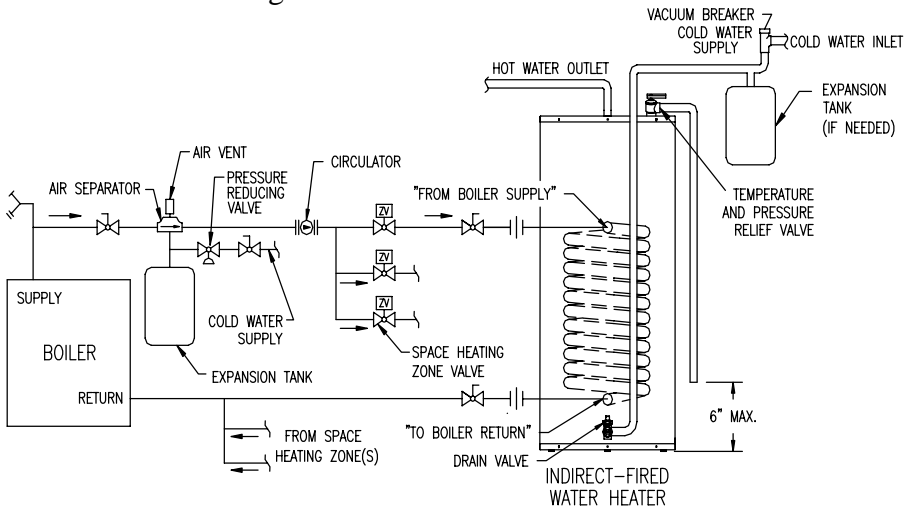 VACUUM BREAKER
COLD WATER
SUPPLY
COLD WATER INLET
HOT WATER OUTLET
EXPANSION
TANK
(IF NEEDED)
AIR VENT
AIR SEPARATOR
PRESSURE
REDUCING
VALVE
CIRCULATOR
"FROM BOILER SUPPLY"
TEMPERATURE
AND PRESSURE
RELIEF VALVE
ZV
ZV
ZV
SUPPLY
BOILER
RETURN
COLD WATER
SUPPLY
EXPANSION TANK
SPACE HEATING
ZONE VALVE
6" MAX.
"TO BOILER RETURN"
FROM SPACE
HEATING ZONE(S)
DRAIN VALVE
INDIRECT-FIRED
WATER HEATER